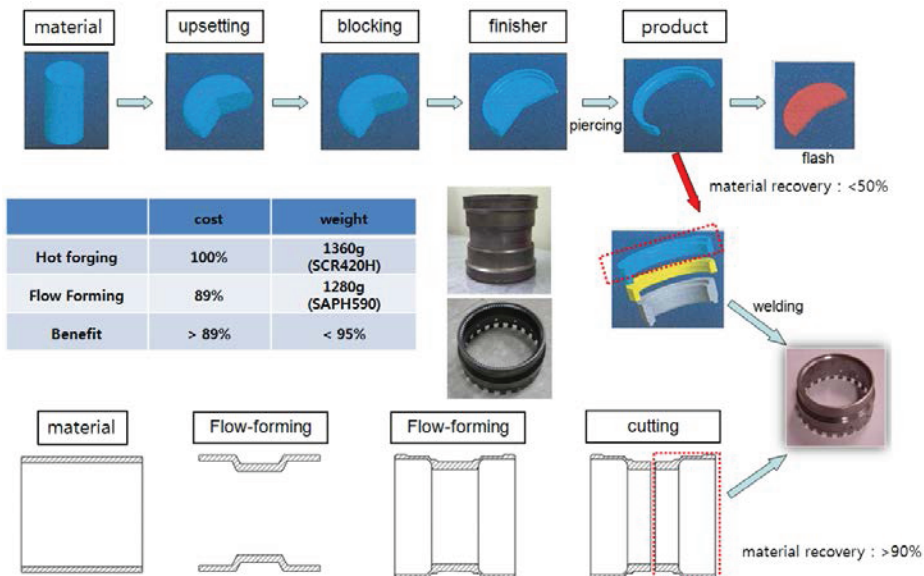 material
upsetting
blocking
finisher
product
piercing
flash
material recovery : <50%
cost
weight
Hot forging
100%
1360g
(SCR420H)
Flow Forming
89%
1280g
(SAPH590)
Benefit
> 89%
< 95%
welding
material
Flow-forming
Flow-forming
cutting
material recovery : >90%